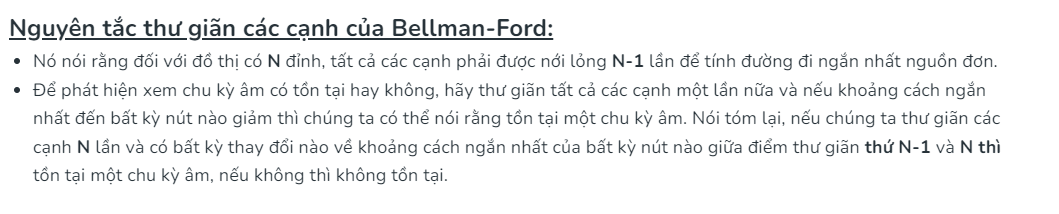 Nguyên tắc thư giãn các cạnh của Bellman-Ford:
• Nó nói rằng đối với đồ thị có N đỉnh, tất cả các cạnh phải được nới lỏng N-1 lần để tính đường đi ngắn nhất nguồn đơn.
• Để phát hiện xem chu kỳ âm có tồn tại hay không, hãy thư giãn tất cả các cạnh một lần nữa và nếu khoảng cách ngắn
nhất đến bất kỳ nút nào giảm thì chúng ta có thể nói rằng tồn tại một chu kỳ âm. Nói tóm lại, nếu chúng ta thư giãn các
cạnh N lần và có bất kỳ thay đổi nào về khoảng cách ngắn nhất của bất kỳ nút nào giữa điểm thư giãn thứ N-1 và N thì
tồn tại một chu kỳ âm, nếu không thì không tồn tại.